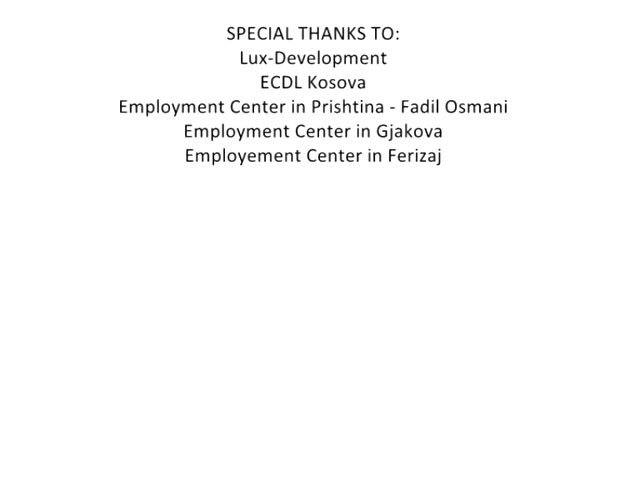 SPECIAL THANKS TO:
Lux-Development
ECDL Kosova
Employment Center in Prishtina - Fadil Osmani
Employment Center in Gjakova
Employement Center in Ferizaj